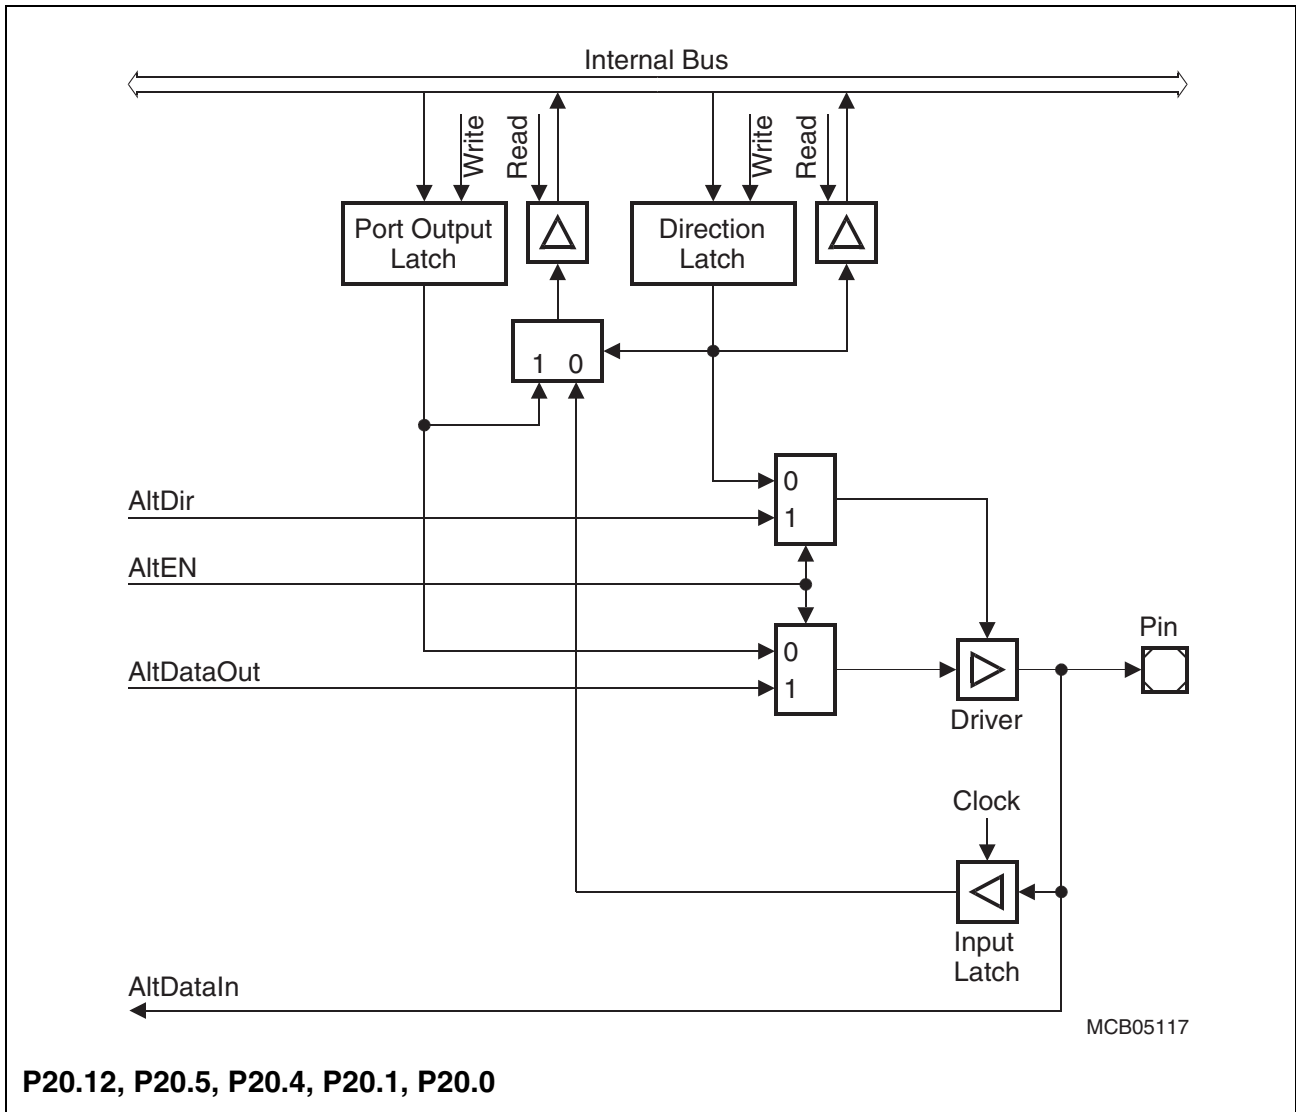 Internal Bus
Write
Read
Write
Read
Port Output
Latch
Direction
Latch
1 0
0
1
AltDir
AltEN
0
1
AltDataOut
Pin
Driver
Clock
Input
Latch
AltDataIn
MCB05117
P20.12, P20.5, P20.4, P20.1, P20.0